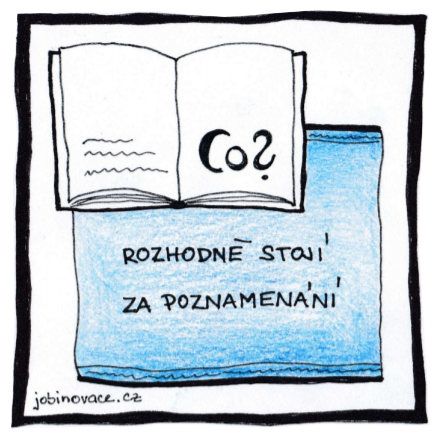 Co?
ROZHODNĚ STOJÍ
ZA POZNAMENÁNÍ
jobinovace.cz